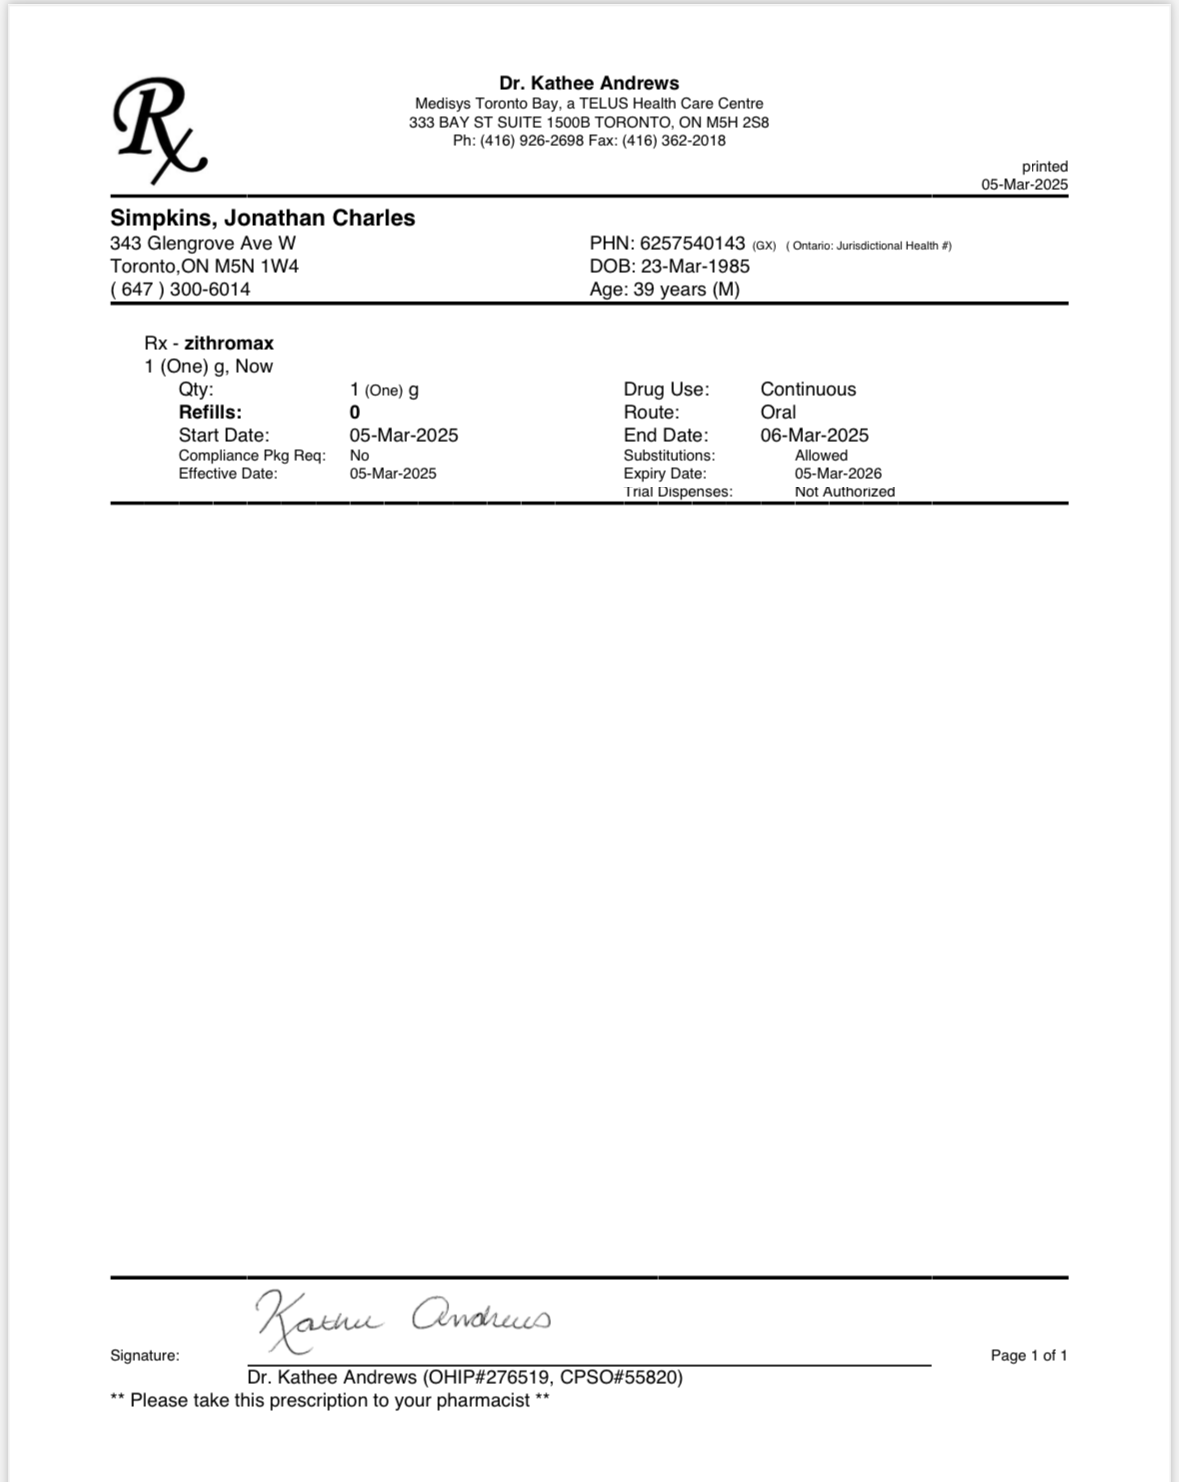 Rx
Dr. Kathee Andrews
Medisys Toronto Bay, a TELUS Health Care Centre
333 BAY ST SUITE 1500B TORONTO, ON M5H 2S8
Ph: (416) 926-2698 Fax: (416) 362-2018
printed
05-Mar-2025
Simpkins, Jonathan Charles
343 Glengrove Ave W
Toronto,ON M5N 1W4
( 647 ) 300-6014
PHN: 6257540143 (GX) ( Ontario: Jurisdictional Health #)
DOB: 23-Mar-1985
Age: 39 years (M)
Rx - zithromax
1 (One) g, Now
Qty: 1 (One) g Drug Use: Continuous
Refills: 0 Route: Oral
Start Date: 05-Mar-2025 End Date: 06-Mar-2025
Compliance Pkg Req: No Substitutions: Allowed
Effective Date: 05-Mar-2025 Expiry Date: 05-Mar-2026
Trial Dispenses: Not Authorized
Kathee Andrews
Signature: Page 1 of 1
Dr. Kathee Andrews (OHIP#276519, CPSO#55820)
** Please take this prescription to your pharmacist **